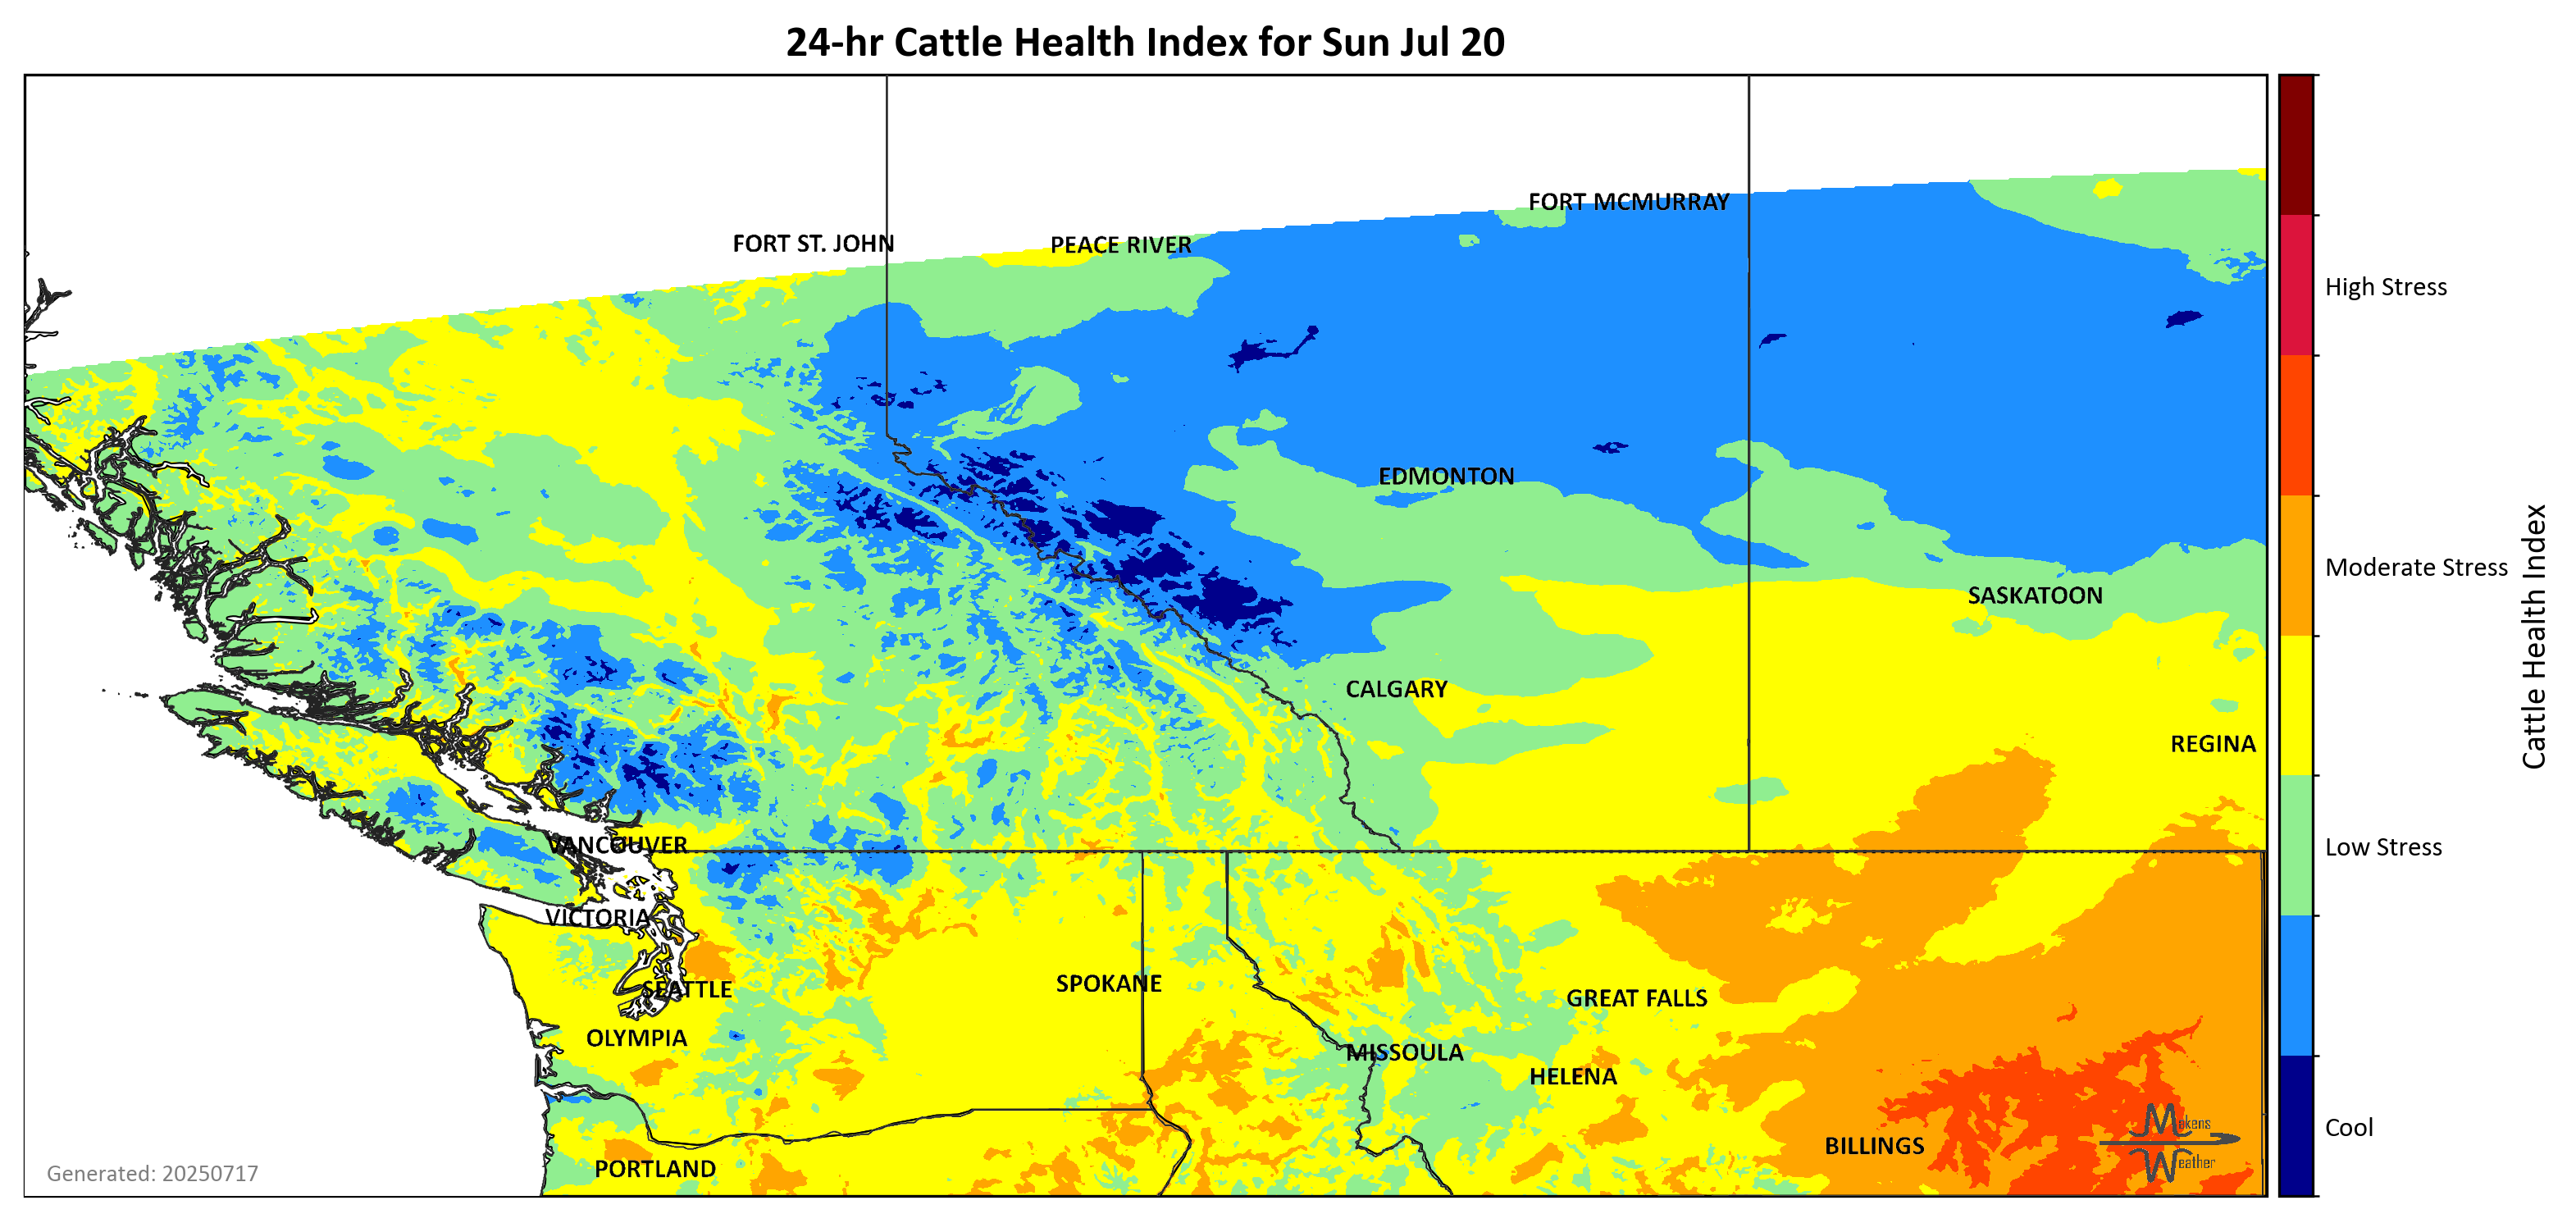 24-hr Cattle Health Index for Sun Jul 20
FORT MCMURRAY
FORT ST. JOHN
PEACE RIVER
High Stress
EDMONTON
Moderate Stress
SASKATOON
Cattle Health Index
CALGARY
REGINA
VANCOUVER
Low Stress
VICTORIA
SPOKANE
SEATTLE
GREAT FALLS
OLYMPIA
MISSOULA
HELENA
Mokens
Weather
Cool
BILLINGS
PORTLAND
Generated: 20250717